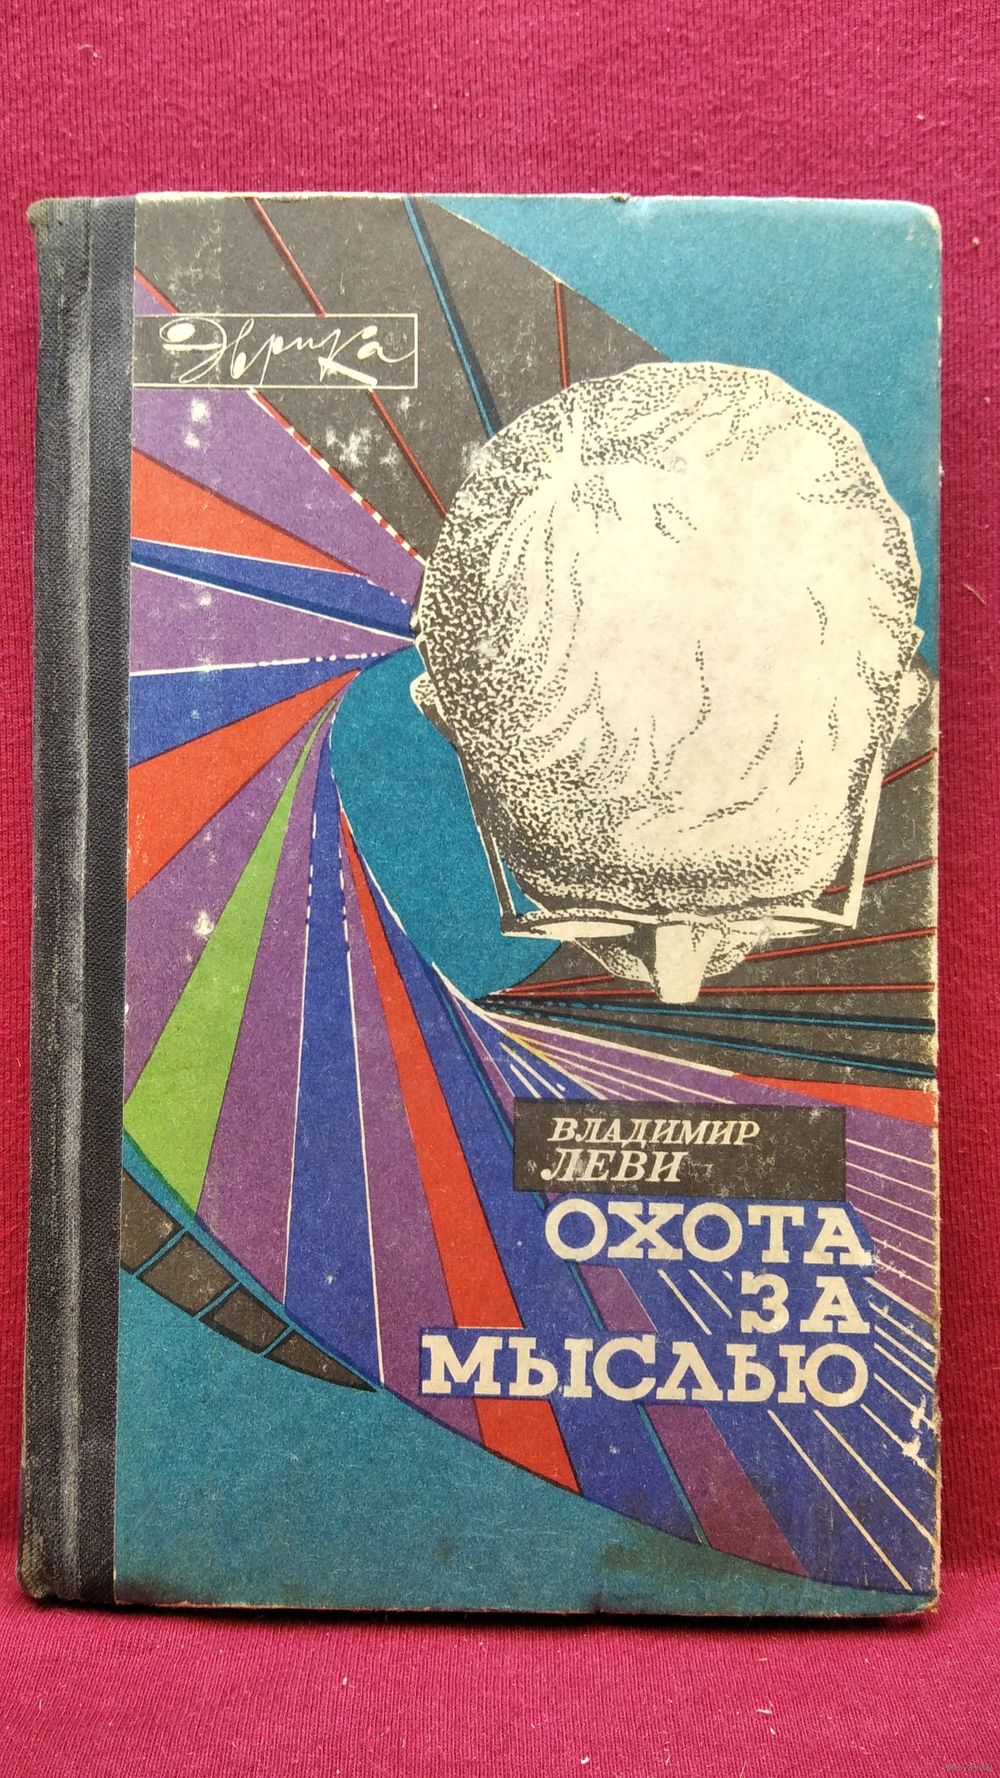 Эврика
ВЛАДИМИР
ЛЕВИ
ОХОТА
ЗА
МЫСЛЬЮ